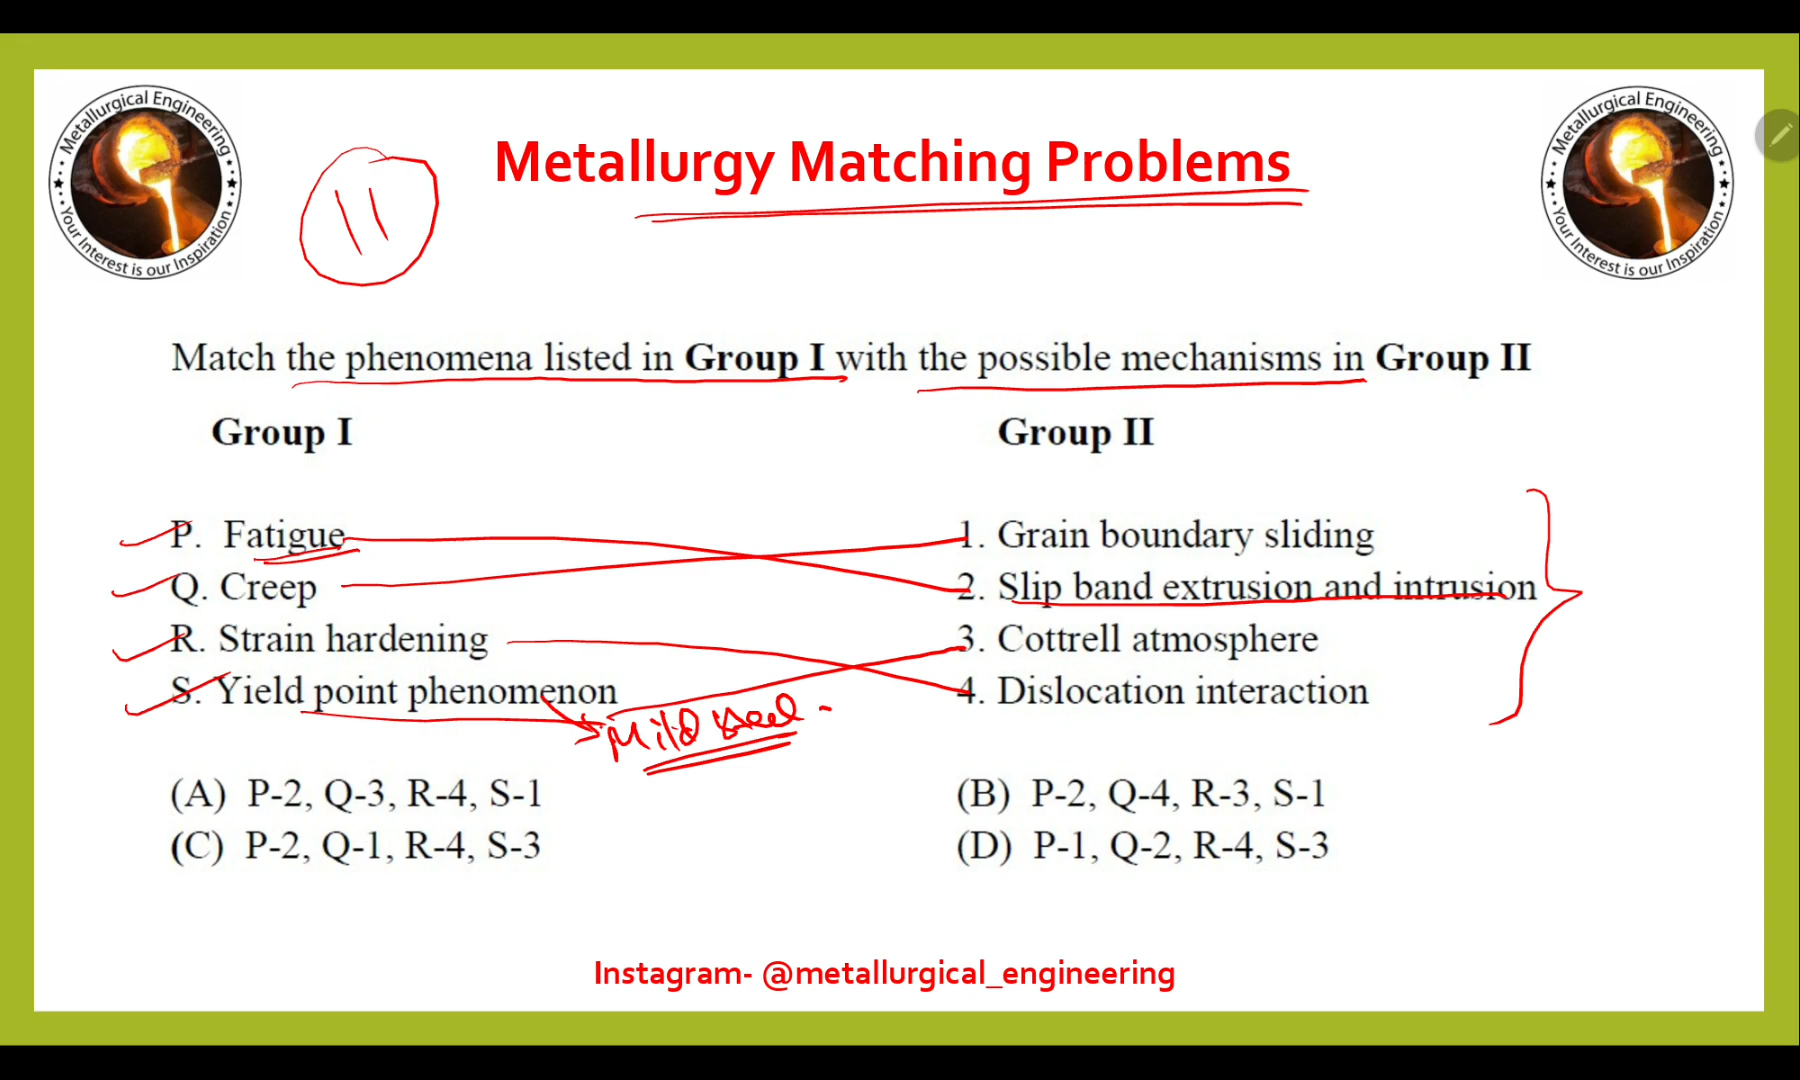 Metallurgical Engineering
Your Interest is our Inspiration
Metallurgy Matching Problems
Metallurgical Engineering
Your Interest is our Inspiration
11
Match the phenomena listed in Group I with the possible mechanisms in Group II
Group I Group II
P. Fatigue 1. Grain boundary sliding
Q. Creep 2. Slip band extrusion and intrusion
R. Strain hardening 3. Cottrell atmosphere
S. Yield point phenomenon 4. Dislocation interaction
Mild steel
(A) P-2, Q-3, R-4, S-1 (B) P-2, Q-4, R-3, S-1
(C) P-2, Q-1, R-4, S-3 (D) P-1, Q-2, R-4, S-3
Instagram- @metallurgical_engineering